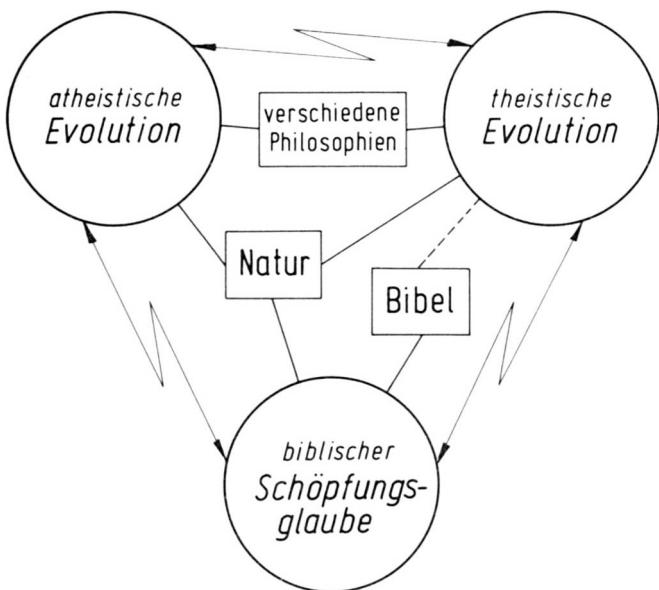 atheistische
Evolution
verschiedene
Philosophien
theistische
Evolution
Natur
Bibel
biblischer
Schöpfungs-
glaube